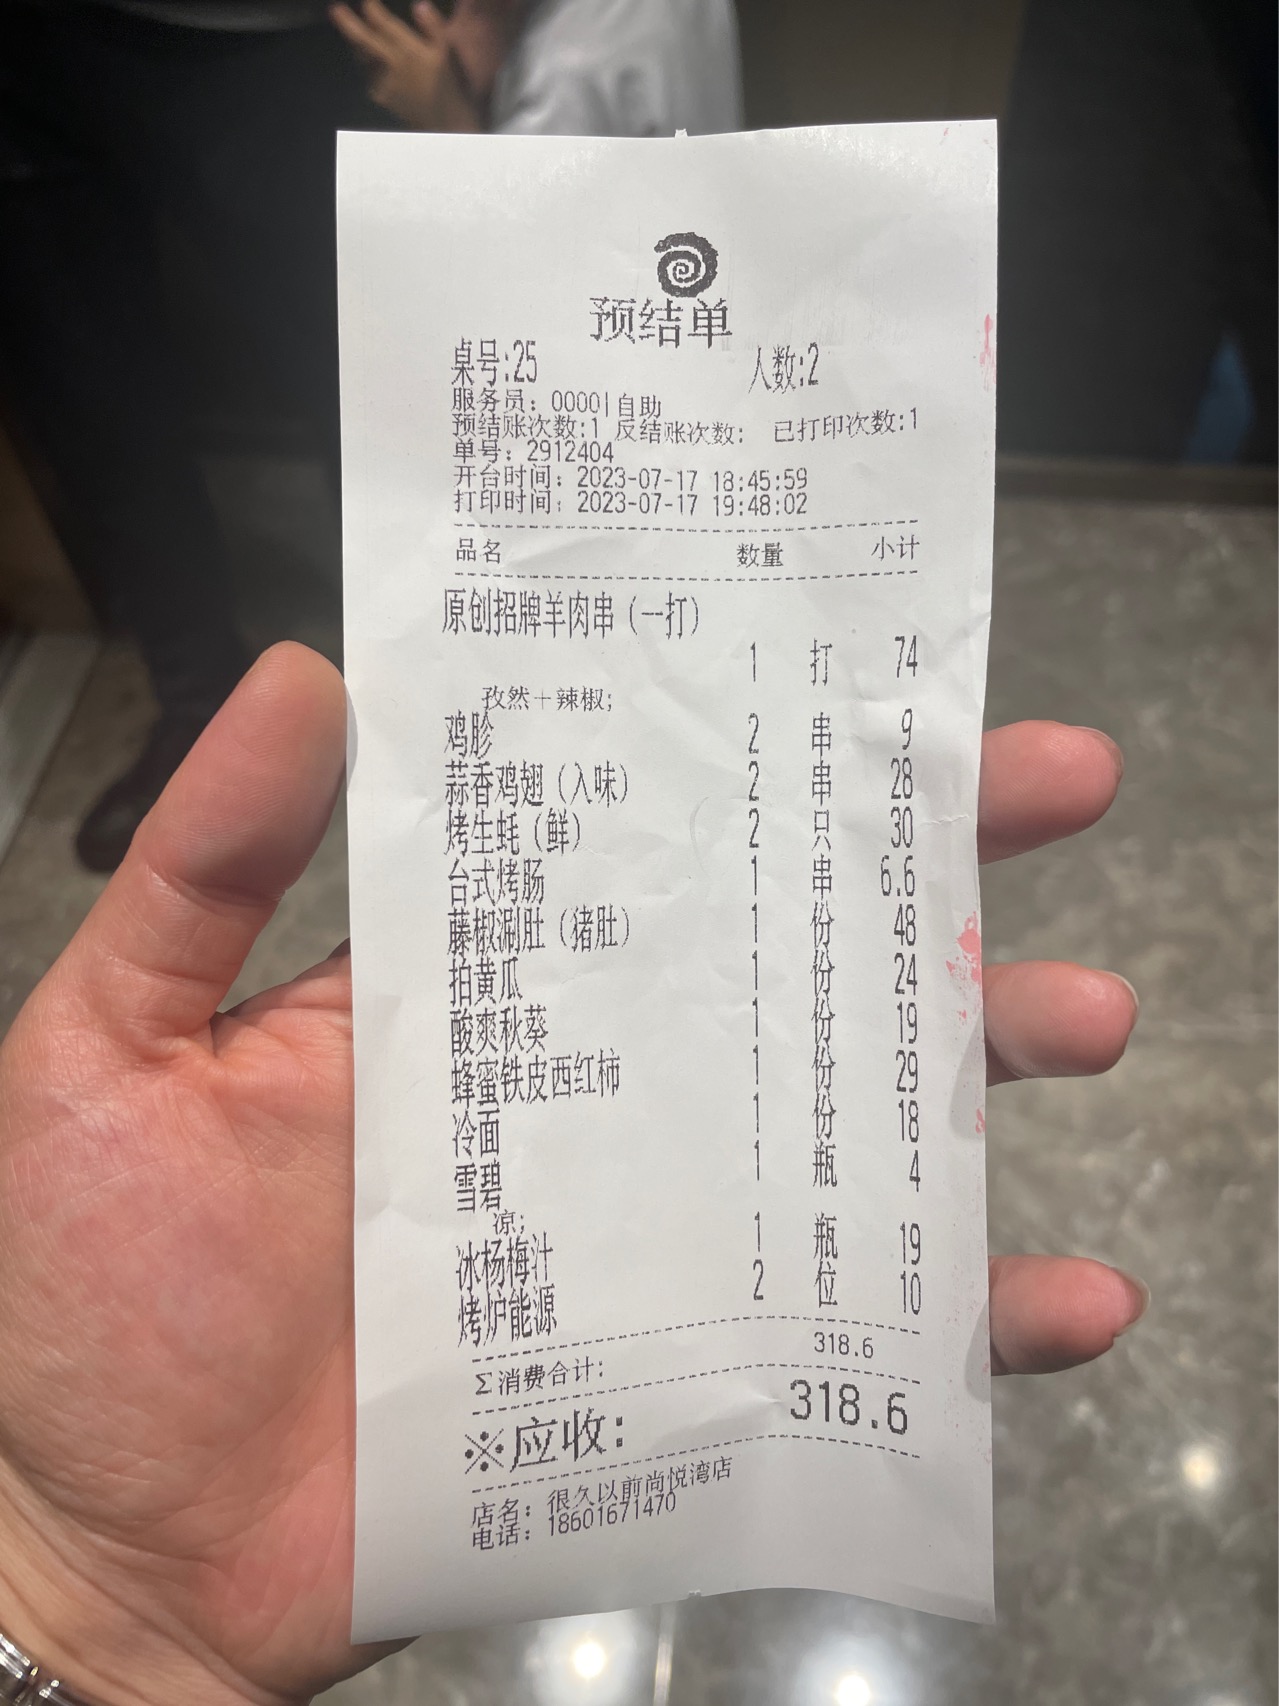 预结单
桌号:25 人数:2
服务员: 0000|自助
预结账次数:1 反结账次数: 已打印次数:1
单号: 2912404
开台时间: 2023-07-17 18:45:59
打印时间: 2023-07-17 19:48:02
品名 数量 小计
原创招牌羊肉串(一打)
1 打 74
孜然+辣椒;
鸡胗 2 串 9
蒜香鸡翅(入味) 2 串 28
烤生蚝(鲜) 2 只 30
台式烤肠 1 串 6.6
藤椒涮肚(猪肚) 1 份 48
拍黄瓜 1 份 24
酸爽秋葵 1 份 19
蜂蜜铁皮西红柿 1 份 29
冷面 1 份 18
雪碧 1 瓶 4
凉;
冰杨梅汁 1 瓶 19
烤炉能源 2 位 10
Σ消费合计: 318.6
※应收: 318.6
店名: 很久以前尚悦湾店
电话: 18601671470